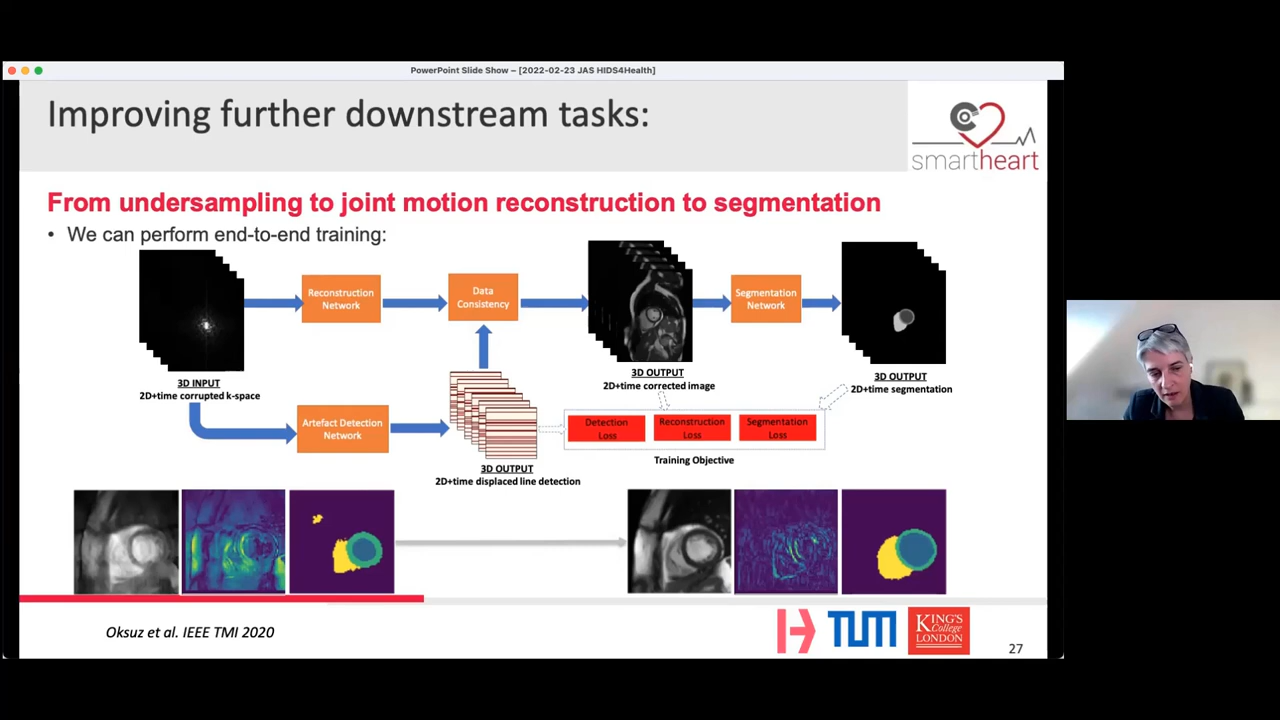 PowerPoint Slide Show – [2022-02-23 JAS HIDS4Health]
Improving further downstream tasks:
smartheart
From undersampling to joint motion reconstruction to segmentation
• We can perform end-to-end training:
Reconstruction
Network
Data
Consistency
Segmentation
Network
3D INPUT
2D+time corrupted k-space
3D OUTPUT
2D+time corrected image
3D OUTPUT
2D+time segmentation
Artefact Detection
Network
Detection
Loss
Reconstruction
Loss
Segmentation
Loss
Training Objective
3D OUTPUT
2D+time displaced line detection
Oksuz et al. IEEE TMI 2020
TUM
KING'S
College
LONDON
27